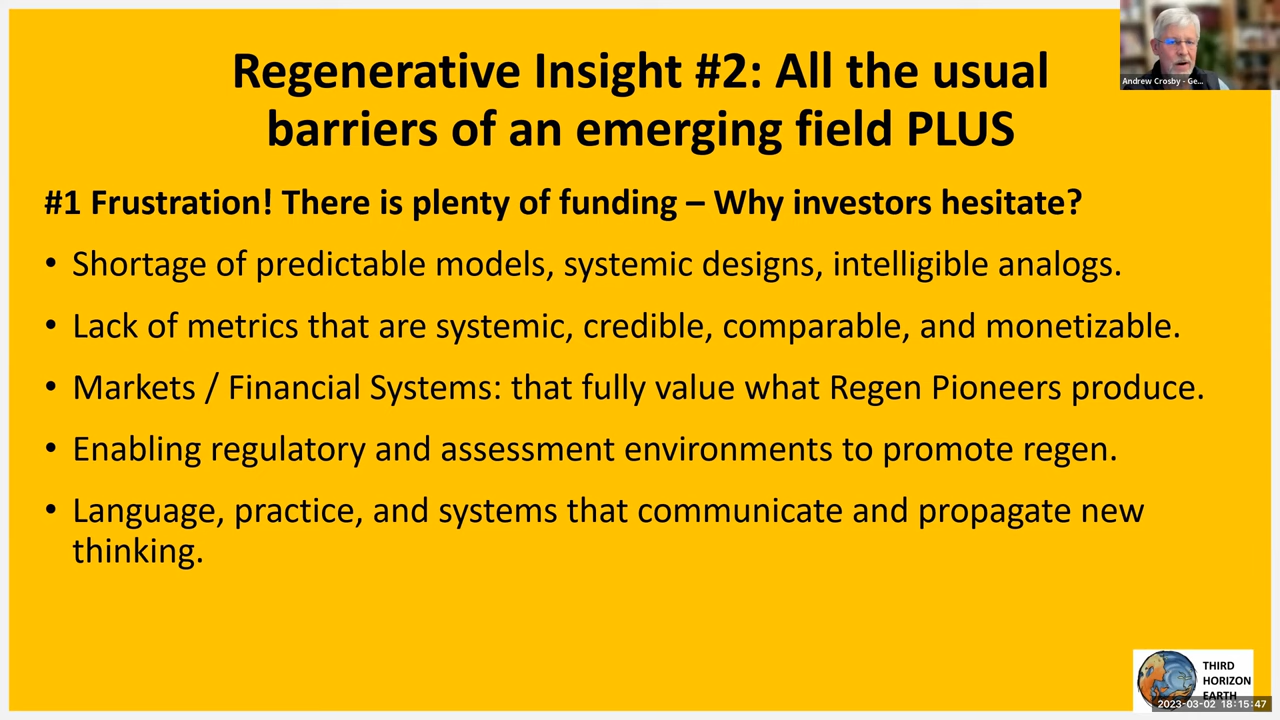 Regenerative Insight #2: All the usual
barriers of an emerging field PLUS
Andrew Crosby - Ge...
#1 Frustration! There is plenty of funding – Why investors hesitate?
• Shortage of predictable models, systemic designs, intelligible analogs.
• Lack of metrics that are systemic, credible, comparable, and monetizable.
• Markets / Financial Systems: that fully value what Regen Pioneers produce.
• Enabling regulatory and assessment environments to promote regen.
• Language, practice, and systems that communicate and propagate new
thinking.
THIRD
HORIZON
EARTH
2023-03-02 18:15:47